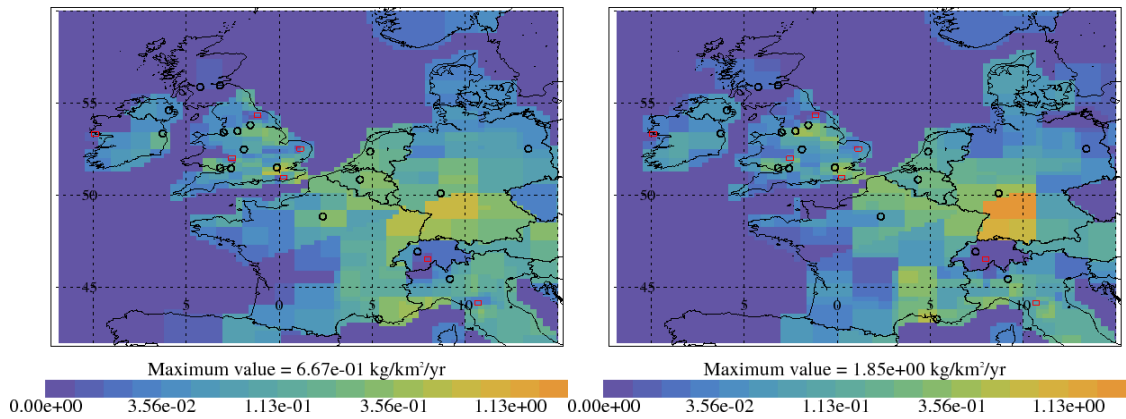 55
50
45
5 0 5 10
Maximum value = 6.67e-01 kg/km²/yr
0.00e+00 3.56e-02 1.13e-01 3.56e-01 1.13e+00
55
50
45
5 0 5 10
Maximum value = 1.85e+00 kg/km²/yr
0.00e+00 3.56e-02 1.13e-01 3.56e-01 1.13e+00